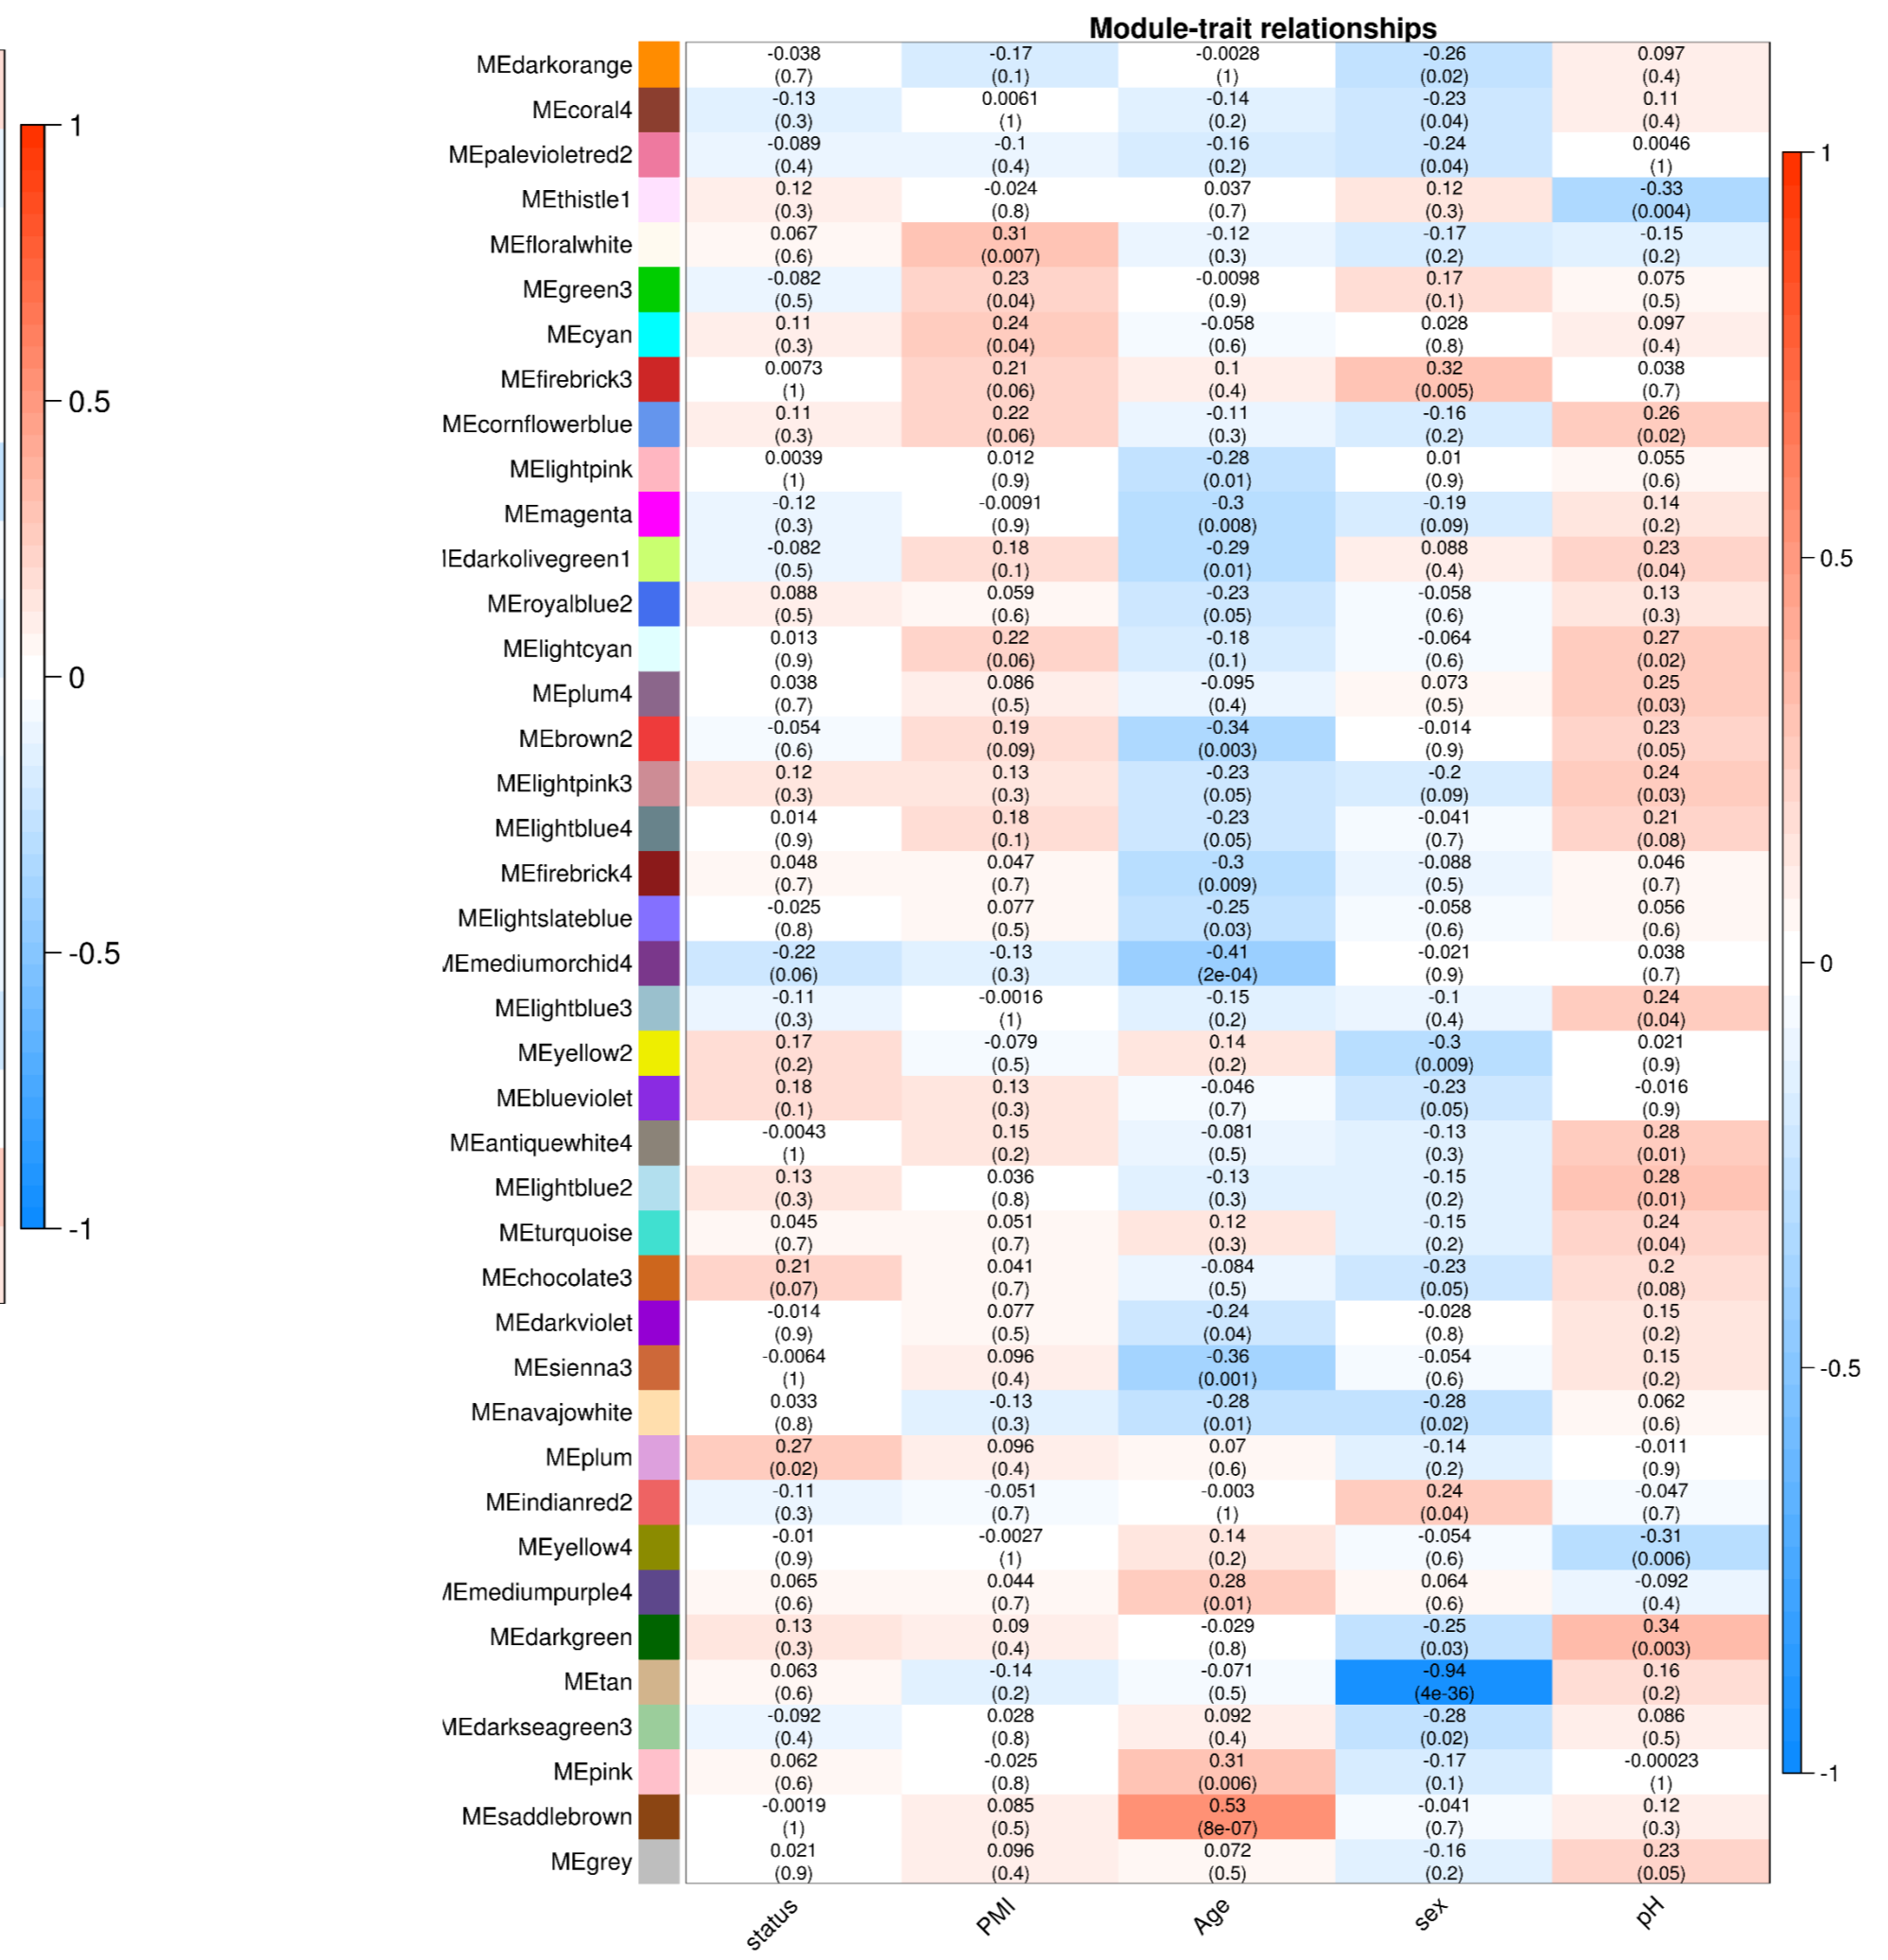 Module-trait relationships
1
0.5
0
-0.5
-1
MEdarkorange -0.038 -0.17 -0.0028 -0.26 0.097
(0.7) (0.1) (1) (0.02) (0.4)
MEcoral4 -0.13 0.0061 -0.14 -0.23 0.11
(0.3) (1) (0.2) (0.04) (0.4)
MEpalevioletred2 -0.089 -0.1 -0.16 -0.24 0.0046
(0.4) (0.4) (0.2) (0.04) (1)
MEthistle1 0.12 -0.024 0.037 0.12 -0.33
(0.3) (0.8) (0.7) (0.3) (0.004)
MEfloralwhite 0.067 0.31 -0.12 -0.17 -0.15
(0.6) (0.007) (0.3) (0.2) (0.2)
MEgreen3 -0.082 0.23 -0.0098 0.17 0.075
(0.5) (0.04) (0.9) (0.1) (0.5)
MEcyan 0.11 0.24 -0.058 0.028 0.097
(0.3) (0.04) (0.6) (0.8) (0.4)
MEfirebrick3 0.0073 0.21 0.1 0.32 0.038
(1) (0.06) (0.4) (0.005) (0.7)
MEcornflowerblue 0.11 0.22 -0.11 -0.16 0.26
(0.3) (0.06) (0.3) (0.2) (0.02)
MElightpink 0.0039 0.012 -0.28 0.01 0.055
(1) (0.9) (0.01) (0.9) (0.6)
MEmagenta -0.12 -0.0091 -0.3 -0.19 0.14
(0.3) (0.9) (0.008) (0.09) (0.2)
MEdarkolivegreen1 -0.082 0.18 -0.29 0.088 0.23
(0.5) (0.1) (0.01) (0.4) (0.04)
MEroyalblue2 0.088 0.059 -0.23 -0.058 0.13
(0.5) (0.6) (0.05) (0.6) (0.3)
MElightcyan 0.013 0.22 -0.18 -0.064 0.27
(0.9) (0.06) (0.1) (0.6) (0.02)
MEplum4 0.038 0.086 -0.095 0.073 0.25
(0.7) (0.5) (0.4) (0.5) (0.03)
MEbrown2 -0.054 0.19 -0.34 -0.014 0.23
(0.6) (0.09) (0.003) (0.9) (0.05)
MElightpink3 0.12 0.13 -0.23 -0.2 0.24
(0.3) (0.3) (0.05) (0.09) (0.03)
MElightblue4 0.014 0.18 -0.23 -0.041 0.21
(0.9) (0.1) (0.05) (0.7) (0.08)
MEfirebrick4 0.048 0.047 -0.3 -0.088 0.046
(0.7) (0.7) (0.009) (0.5) (0.7)
MElightslateblue -0.025 0.077 -0.25 -0.058 0.056
(0.8) (0.5) (0.03) (0.6) (0.6)
MEmediumorchid4 -0.22 -0.13 -0.41 -0.021 0.038
(0.06) (0.3) (2e-04) (0.9) (0.7)
MElightblue3 -0.11 -0.0016 -0.15 -0.1 0.24
(0.3) (1) (0.2) (0.4) (0.04)
MEyellow2 0.17 -0.079 0.14 -0.3 0.021
(0.2) (0.5) (0.2) (0.009) (0.9)
MEblueviolet 0.18 0.13 -0.046 -0.23 -0.016
(0.1) (0.3) (0.7) (0.05) (0.9)
MEantiquewhite4 -0.0043 0.15 -0.081 -0.13 0.28
(1) (0.2) (0.5) (0.3) (0.01)
MElightblue2 0.13 0.036 -0.13 -0.15 0.28
(0.3) (0.8) (0.3) (0.2) (0.01)
MEturquoise 0.045 0.051 0.12 -0.15 0.24
(0.7) (0.7) (0.3) (0.2) (0.04)
MEchocolate3 0.21 0.041 -0.084 -0.23 0.2
(0.07) (0.7) (0.5) (0.05) (0.08)
MEdarkviolet -0.014 0.077 -0.24 -0.028 0.15
(0.9) (0.5) (0.04) (0.8) (0.2)
MEsienna3 -0.0064 0.096 -0.36 -0.054 0.15
(1) (0.4) (0.001) (0.6) (0.2)
MEnavajowhite 0.033 -0.13 -0.28 -0.28 0.062
(0.8) (0.3) (0.01) (0.02) (0.6)
MEplum 0.27 0.096 0.07 -0.14 -0.011
(0.02) (0.4) (0.6) (0.2) (0.9)
MEindianred2 -0.11 -0.051 -0.003 0.24 -0.047
(0.3) (0.7) (1) (0.04) (0.7)
MEyellow4 -0.01 -0.0027 0.14 -0.054 -0.31
(0.9) (1) (0.2) (0.6) (0.006)
MEmediumpurple4 0.065 0.044 0.28 0.064 -0.092
(0.6) (0.7) (0.01) (0.6) (0.4)
MEdarkgreen 0.13 0.09 -0.029 -0.25 0.34
(0.3) (0.4) (0.8) (0.03) (0.003)
MEtan 0.063 -0.14 -0.071 -0.94 0.16
(0.6) (0.2) (0.5) (4e-36) (0.2)
MEdarkseagreen3 -0.092 0.028 0.092 -0.28 0.086
(0.4) (0.8) (0.4) (0.02) (0.5)
MEpink 0.062 -0.025 0.31 -0.17 -0.00023
(0.6) (0.8) (0.006) (0.1) (1)
MEsaddlebrown -0.0019 0.085 0.53 -0.041 0.12
(1) (0.5) (8e-07) (0.7) (0.3)
MEgrey 0.021 0.096 0.072 -0.16 0.23
(0.9) (0.4) (0.5) (0.2) (0.05)
status PMI Age sex pH
1
0.5
0
-0.5
-1